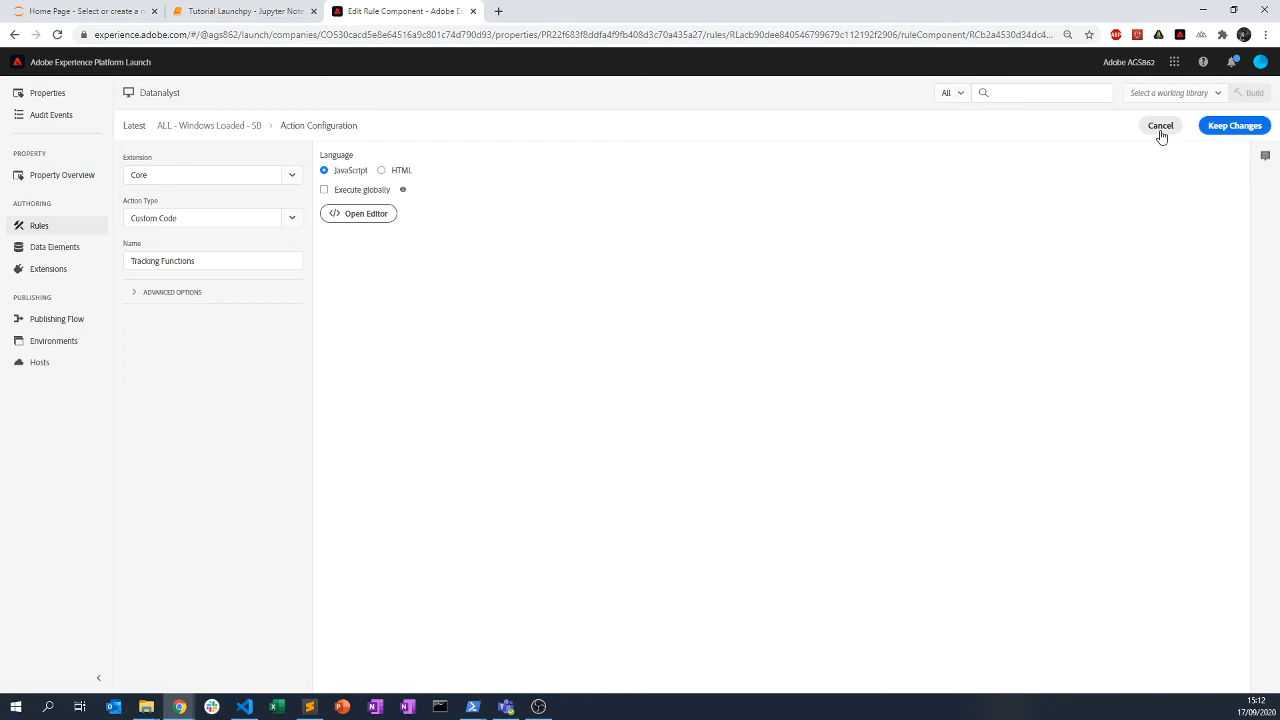 Home Page - Select or create a n
Tutorial Launchpy - Jupyter Note
Edit Rule Component - Adobe E
experience.adobe.com/#/@ags862/launch/companies/CO530cacd5e8e64516a9c801c74d790d93/properties/PR22f683f8ddfa4f9fb408d3c70a435a27/rules/RLacb90dee840546799679c112192f2906/ruleComponent/RCb2a4530d34dc4...
ABP
Adobe Experience Platform Launch
Adobe AGS862
Properties
Audit Events
PROPERTY
Property Overview
AUTHORING
Rules
Data Elements
Extensions
PUBLISHING
Publishing Flow
Environments
Hosts
Datanalyst
All
Select a working library
Build
Latest ALL - Windows Loaded - SB > Action Configuration
Cancel
Keep Changes
Extension
Core
Action Type
Custom Code
Name
Tracking Functions
ADVANCED OPTIONS
Language
JavaScript HTML
Execute globally
</> Open Editor
15:12
17/09/2020